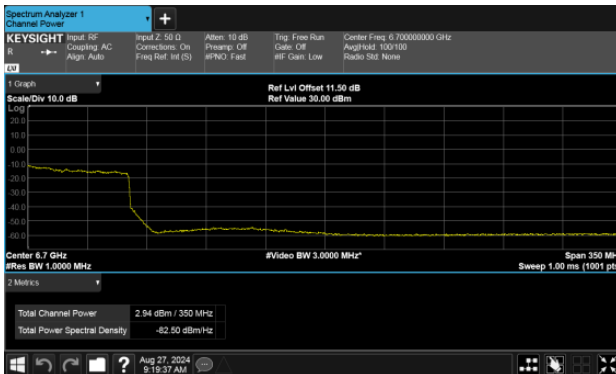 Spectrum Analyzer 1
Channel Power
KEYSIGHT Input: RF
Coupling: AC
Align: Auto
R
LXI
Input Z: 50 Ω
Corrections: On
Freq Ref: Int (S)
Atten: 10 dB
Preamp: Off
#PNO: Fast
Trig: Free Run
Gate: Off
#IF Gain: Low
Center Freq: 6.700000000 GHz
Avg|Hold: 100/100
Radio Std: None
1 Graph
Scale/Div 10.0 dB
Ref Lvl Offset 11.50 dB
Ref Value 30.00 dBm
Log
20.0
10.0
0.00
-10.0
-20.0
-30.0
-40.0
-50.0
-60.0
Center 6.7 GHz
#Res BW 1.0000 MHz
#Video BW 3.0000 MHz*
Span 350 MH
Sweep 1.00 ms (1001 pts
2 Metrics
Total Channel Power 2.94 dBm / 350 MHz
Total Power Spectral Density -82.50 dBm/Hz
?
Aug 27, 2024
9:19:37 AM